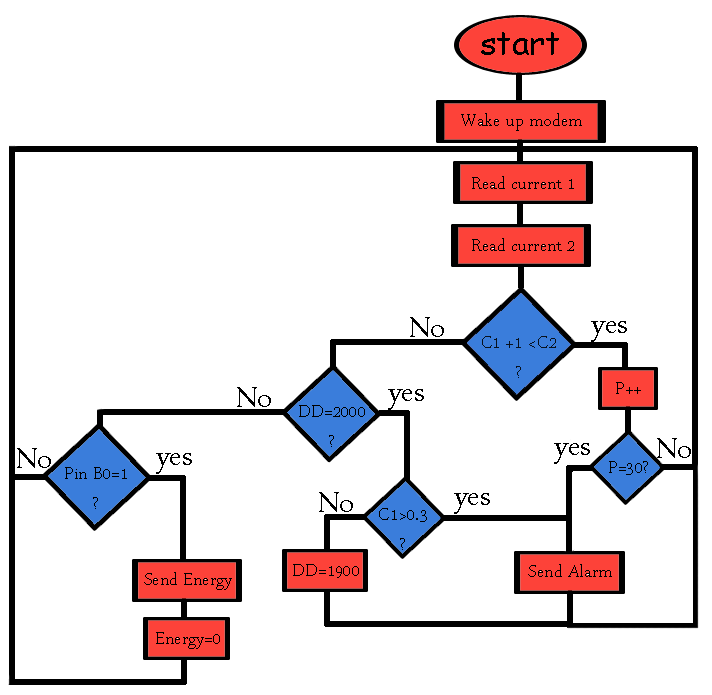 start
Wake up modem
Read current 1
Read current 2
No
yes
C1 +1 <C2
?
P++
No
yes
DD=2000
?
yes
No
P=30?
No
yes
Pin B0=1
?
No
yes
C1>0.3
?
DD=1900
Send Alarm
Send Energy
Energy=0